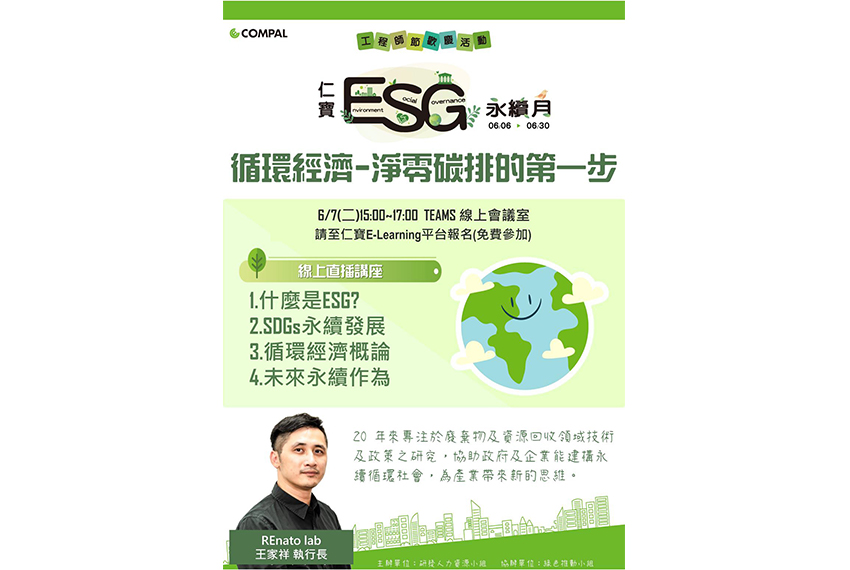 COMPAL
工程師節歡慶活動
仁寶
ESG
nvironment ocial overnance
永續月
06.06 ▸ 06.30
循環經濟-淨零碳排的第一步
6/7(二)15:00~17:00 TEAMS 線上會議室
請至仁寶E-Learning平台報名(免費參加)
線上直播講座
1.什麼是ESG?
2.SDGs永續發展
3.循環經濟概論
4.未來永續作為
20 年來專注於廢棄物及資源回收領域技術
及政策之研究，協助政府及企業能建構永
續循環社會，為產業帶來新的思維。
REnato lab
王家祥 執行長
主辦單位：研發人力資源小組 協辦單位：綠色推動小組